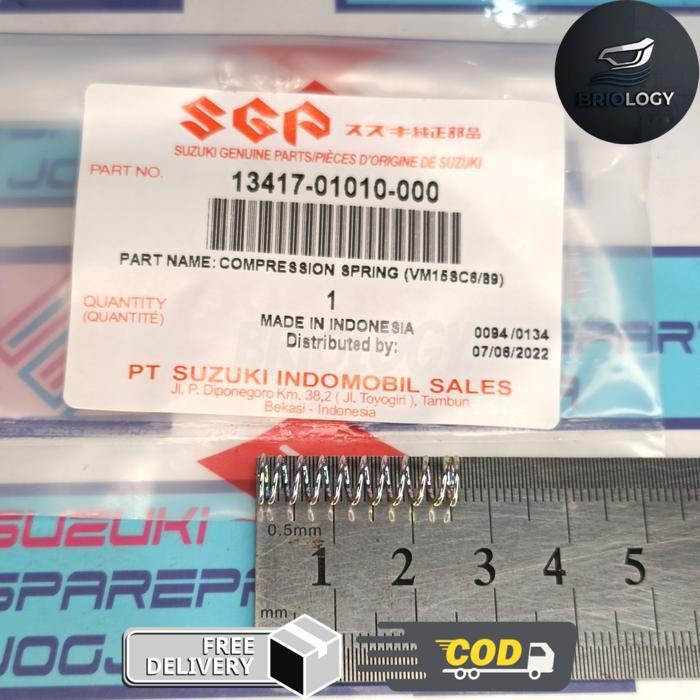 BRIOLOGY
SGP スズキ純正部品
SUZUKI GENUINE PARTS/PIÈCES D'ORIGINE DE SUZUKI
PART NO. 13417-01010-000
PART NAME: COMPRESSION SPRING (VM15SC6/89)
QUANTITY 1
(QUANTITÉ)
MADE IN INDONESIA 0094/0134
Distributed by: 07/06/2022
PT SUZUKI INDOMOBIL SALES
Jl. P. Diponegoro Km. 38,2 ( Jl. Toyogiri ), Tambun
Bekasi - Indonesia
SUZUKI
SPAREPA
JOGJ
0.5mm
1 2 3 4 5
mm
FREE
DELIVERY
COD